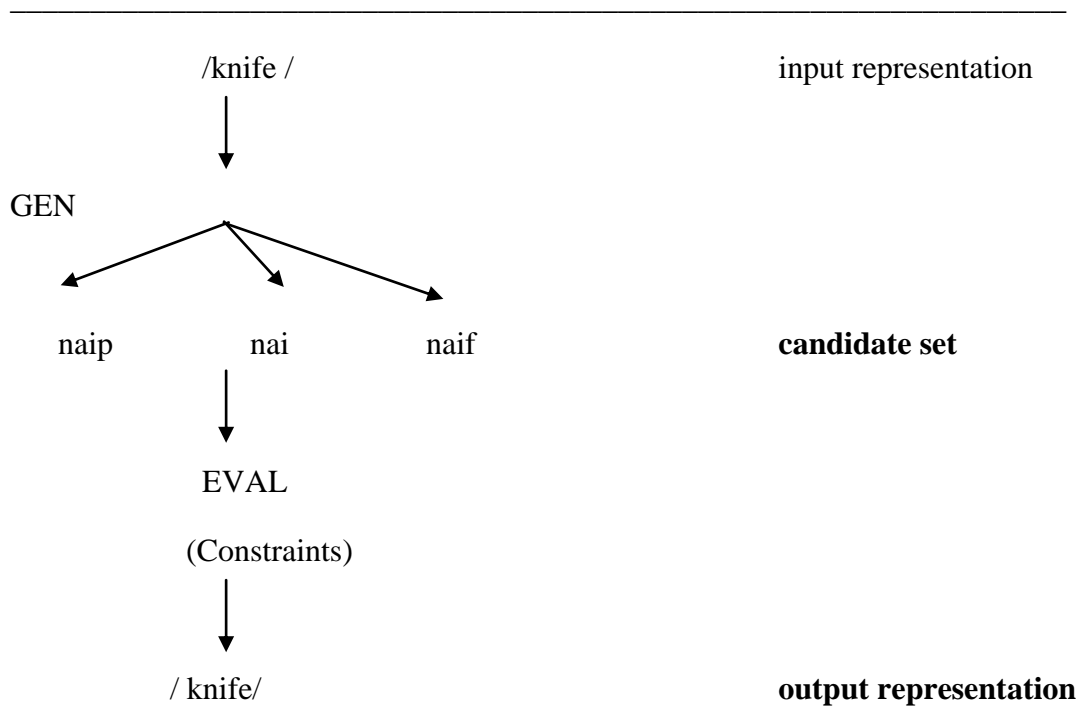 /knife / input representation
GEN
naip nai naif candidate set
EVAL
(Constraints)
/ knife/ output representation